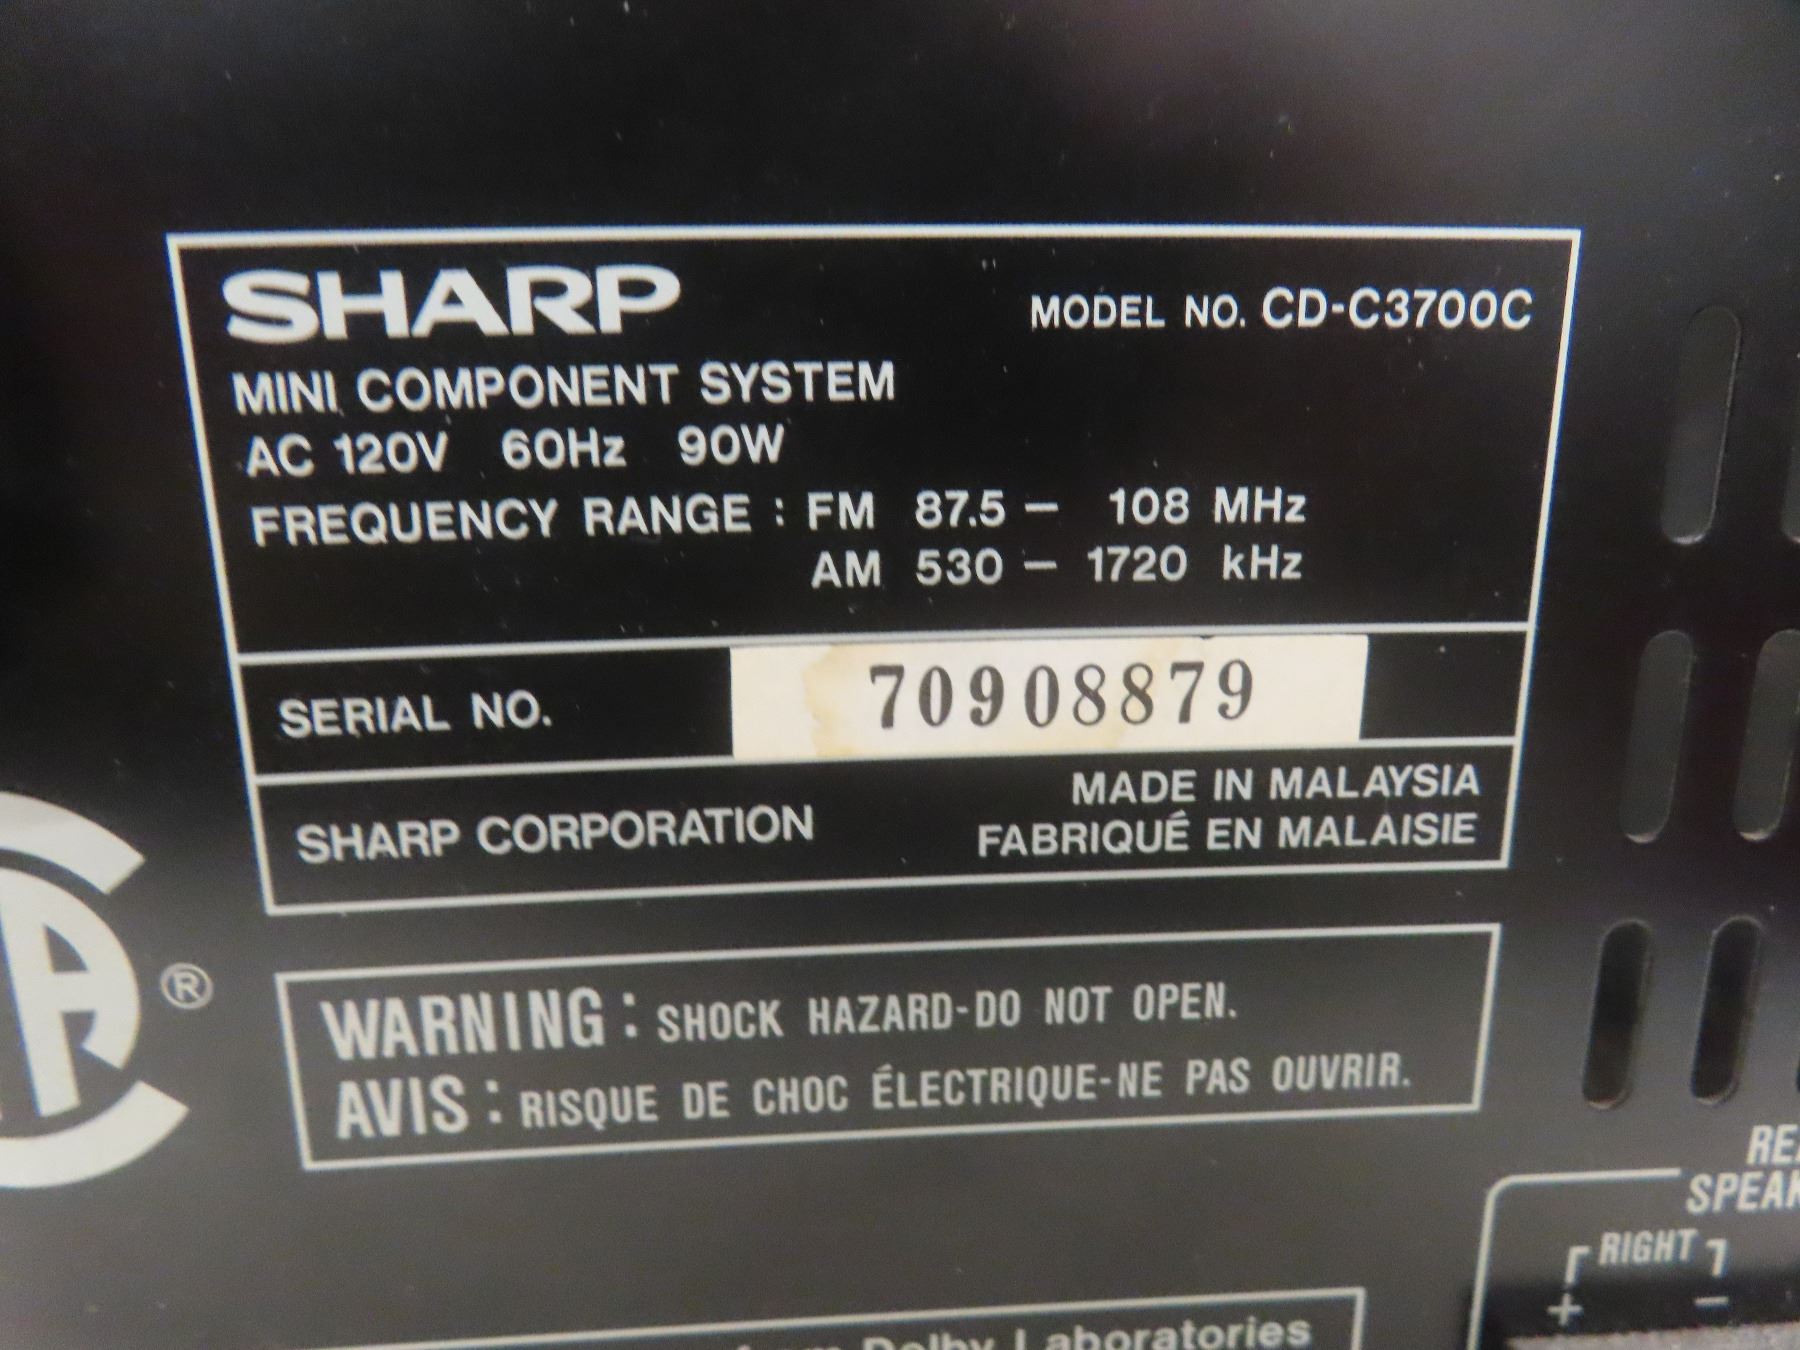 SHARP
MODEL NO. CD-C3700C
MINI COMPONENT SYSTEM
AC 120V 60Hz 90W
FREQUENCY RANGE : FM 87.5 – 108 MHz
AM 530 – 1720 kHz
SERIAL NO. 70908879
SHARP CORPORATION
MADE IN MALAYSIA
FABRIQUÉ EN MALAISIE
®
WARNING : SHOCK HAZARD-DO NOT OPEN.
AVIS : RISQUE DE CHOC ÉLECTRIQUE-NE PAS OUVRIR.
RIGHT
+ –
Dolby Laboratories